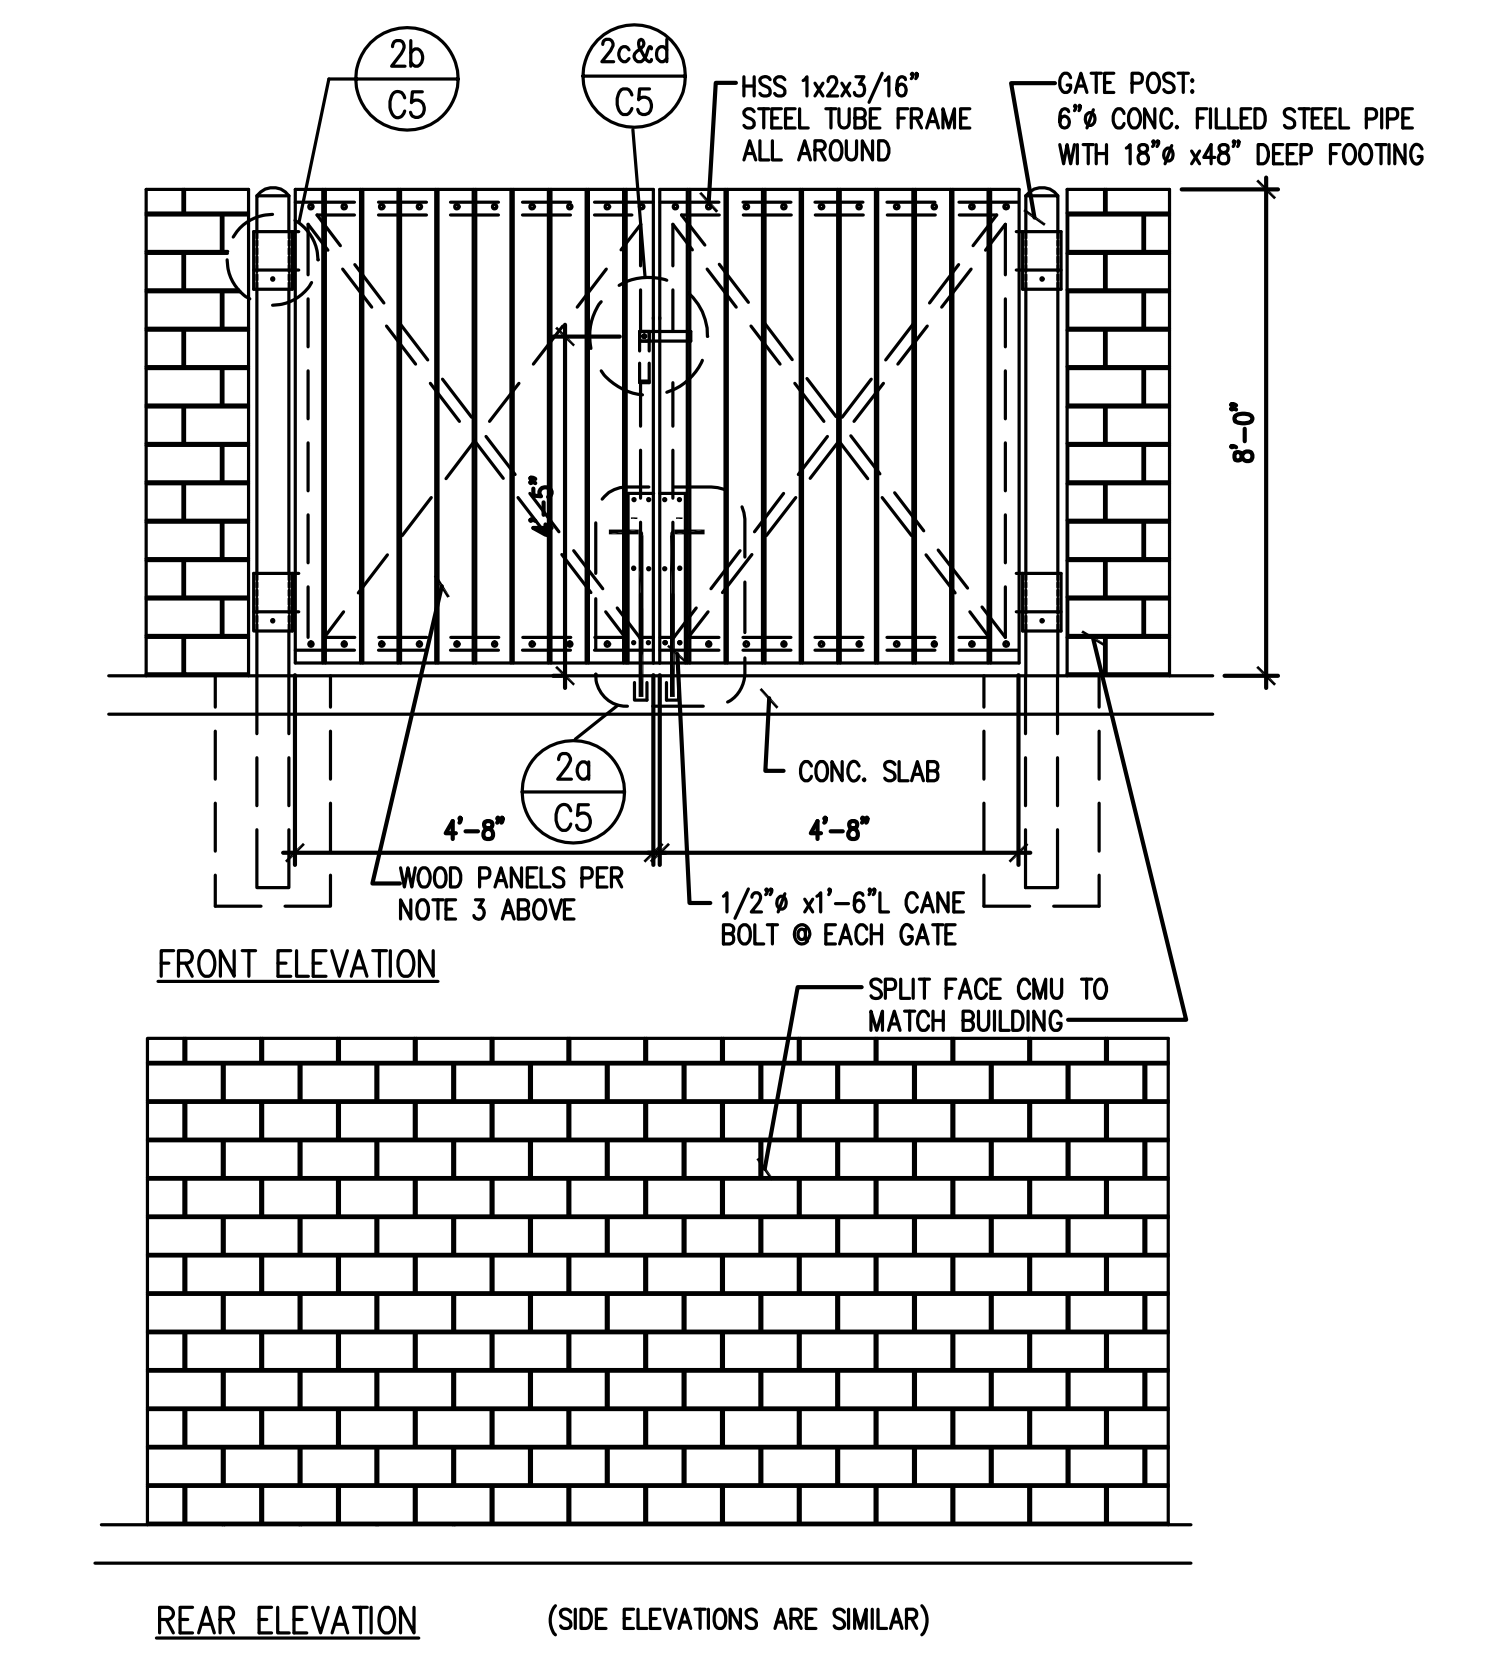 2b
C5
2c&d
C5
HSS 1x2x3/16"
STEEL TUBE FRAME
ALL AROUND
GATE POST:
6"ø CONC. FILLED STEEL PIPE
WITH 18"ø x48" DEEP FOOTING
8'-0"
2a
C5
CONC. SLAB
4'-8"
4'-8"
WOOD PANELS PER
NOTE 3 ABOVE
1/2"ø x1'-6"L CANE
BOLT @ EACH GATE
FRONT ELEVATION
SPLIT FACE CMU TO
MATCH BUILDING
REAR ELEVATION
(SIDE ELEVATIONS ARE SIMILAR)